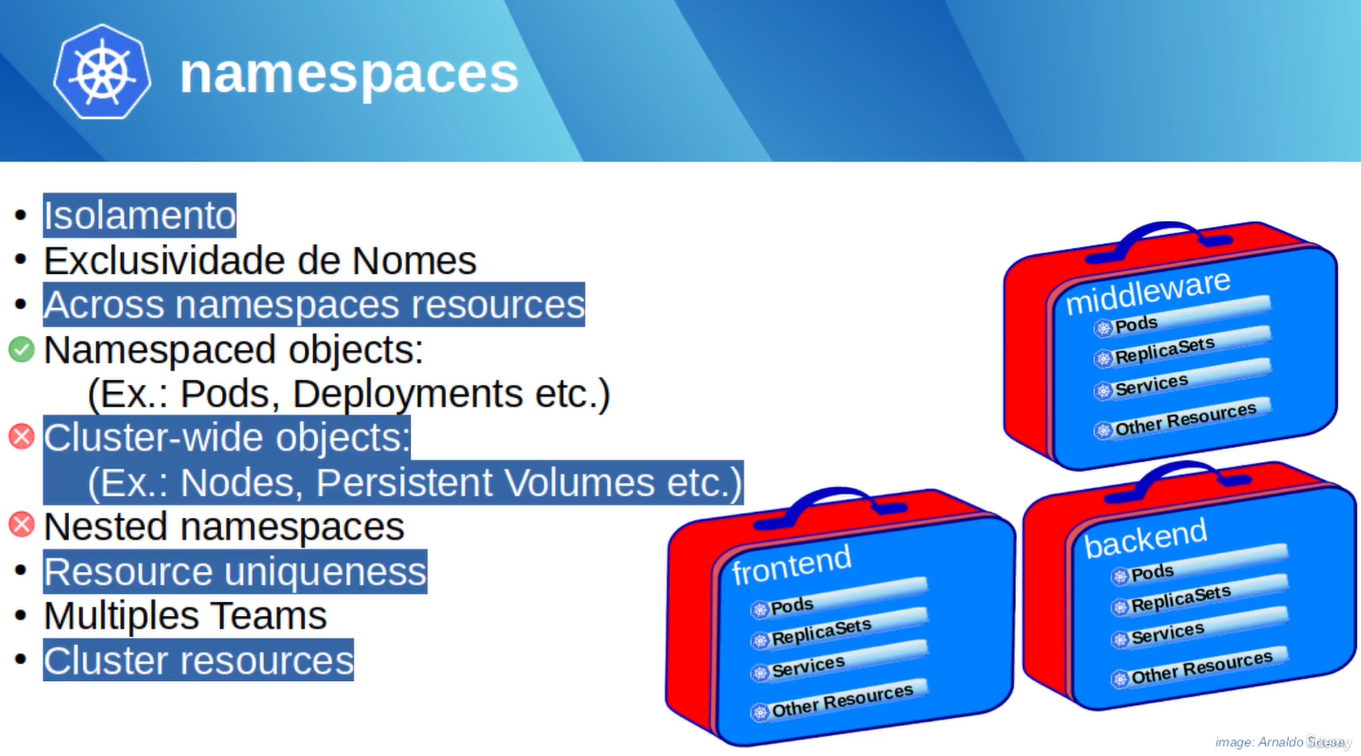 namespaces
Isolamento
Exclusividade de Nomes
Across namespaces resources
Namespaced objects:
(Ex.: Pods, Deployments etc.)
Cluster-wide objects:
(Ex.: Nodes, Persistent Volumes etc.)
Nested namespaces
Resource uniqueness
Multiples Teams
Cluster resources
middleware
Pods
ReplicaSets
Services
Other Resources
frontend
Pods
ReplicaSets
Services
Other Resources
backend
Pods
ReplicaSets
Services
Other Resources
image: Arnaldo